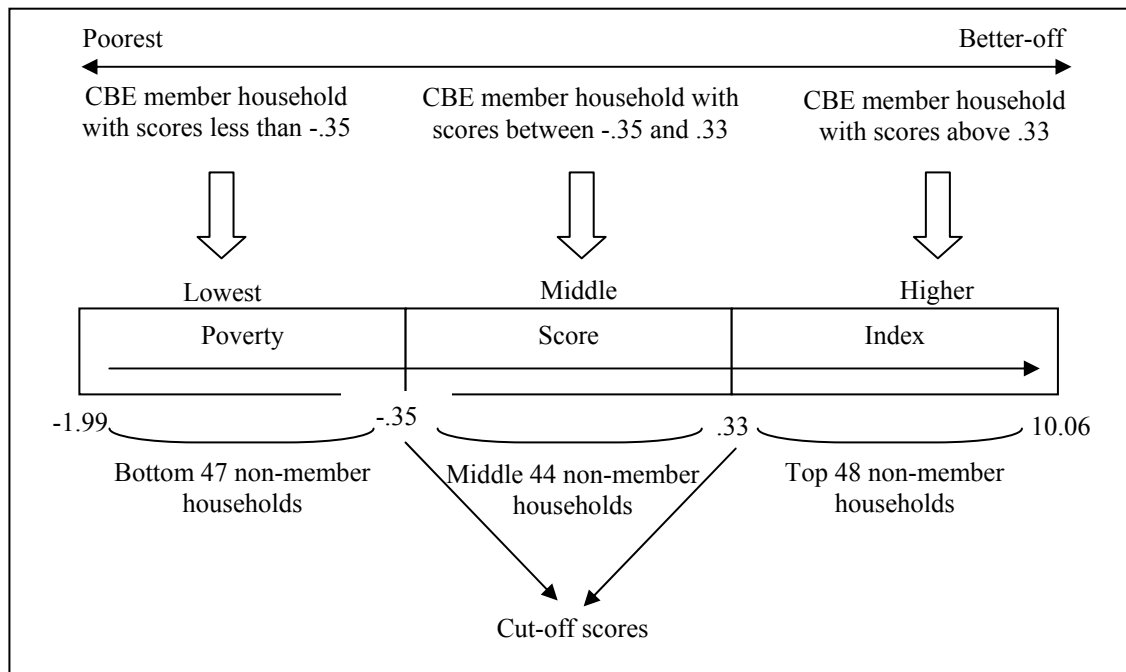 Poorest
Better-off
CBE member household
with scores less than -.35
CBE member household with
scores between -.35 and .33
CBE member household
with scores above .33
Lowest
Middle
Higher
Poverty
Score
Index
-1.99
-.35
.33
10.06
Bottom 47 non-member
households
Middle 44 non-member
households
Top 48 non-member
households
Cut-off scores